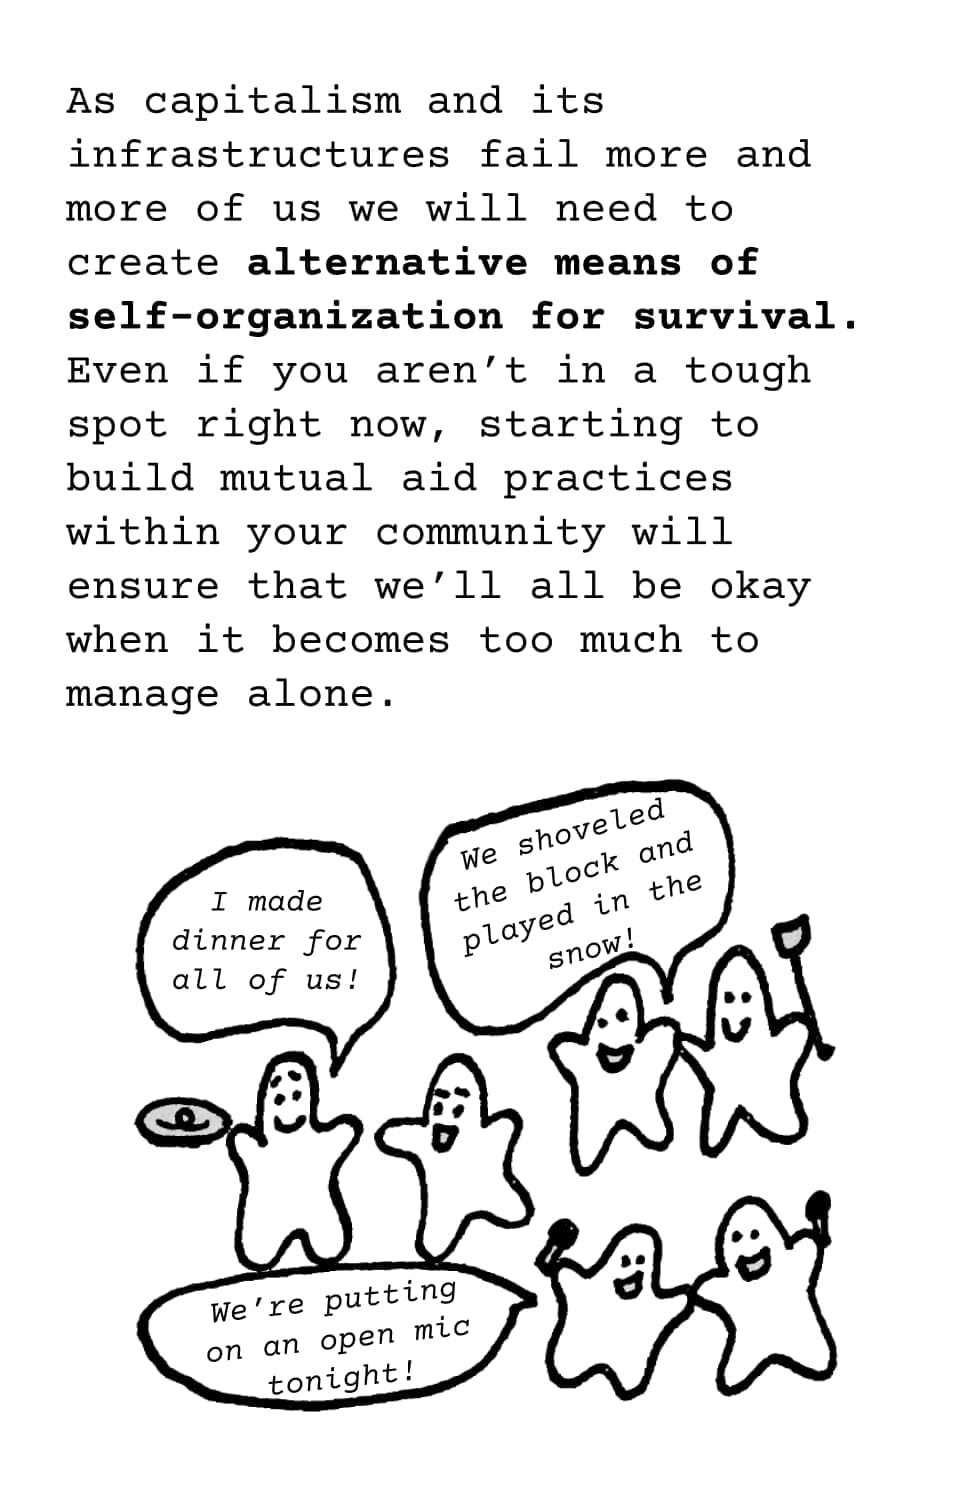 As capitalism and its
infrastructures fail more and
more of us we will need to
create alternative means of
self-organization for survival.
Even if you aren’t in a tough
spot right now, starting to
build mutual aid practices
within your community will
ensure that we’ll all be okay
when it becomes too much to
manage alone.
I made
dinner for
all of us!
We shoveled
the block and
played in the
snow!
We’re putting
on an open mic
tonight!